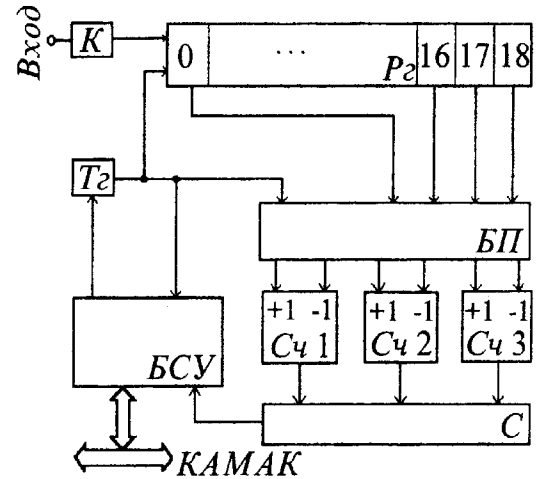 Вход
К
0 ... Рг 16 17 18
Тг
БП
+1 -1 +1 -1 +1 -1
Сч 1 Сч 2 Сч 3
БСУ
С
КАМАК